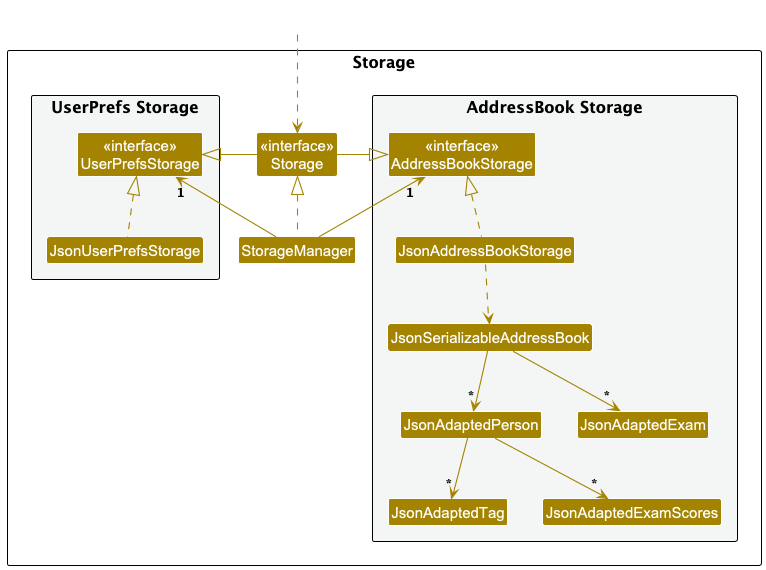 Storage
UserPrefs Storage
AddressBook Storage
«interface»
UserPrefsStorage
«interface»
Storage
«interface»
AddressBookStorage
1
1
JsonUserPrefsStorage
StorageManager
JsonAddressBookStorage
JsonSerializableAddressBook
*
*
JsonAdaptedPerson
JsonAdaptedExam
*
*
JsonAdaptedTag
JsonAdaptedExamScores